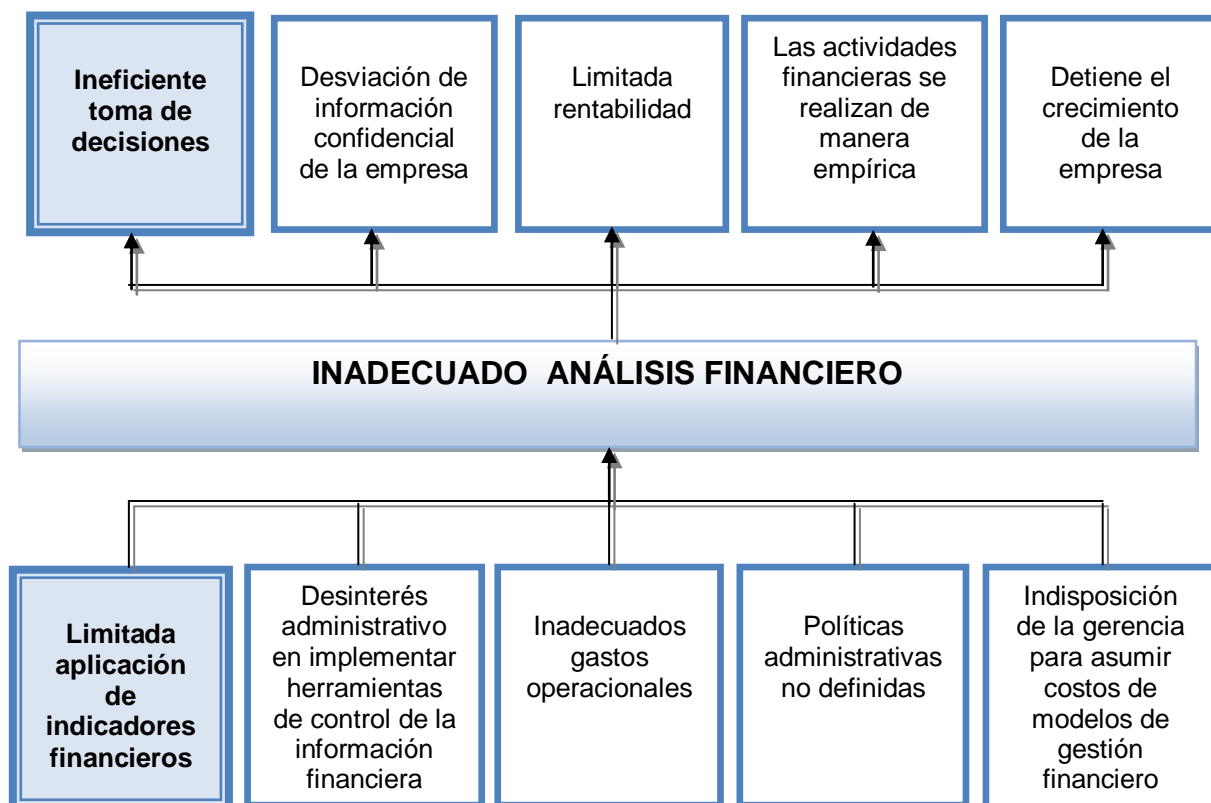 Ineficiente
toma de
decisiones
Desviación de
información
confidencial
de la empresa
Limitada
rentabilidad
Las actividades
financieras se
realizan de
manera
empírica
Detiene el
crecimiento
de la
empresa
INADECUADO ANÁLISIS FINANCIERO
Limitada
aplicación
de
indicadores
financieros
Desinterés
administrativo
en implementar
herramientas
de control de la
información
financiera
Inadecuados
gastos
operacionales
Políticas
administrativas
no definidas
Indisposición
de la gerencia
para asumir
costos de
modelos de
gestión
financiero